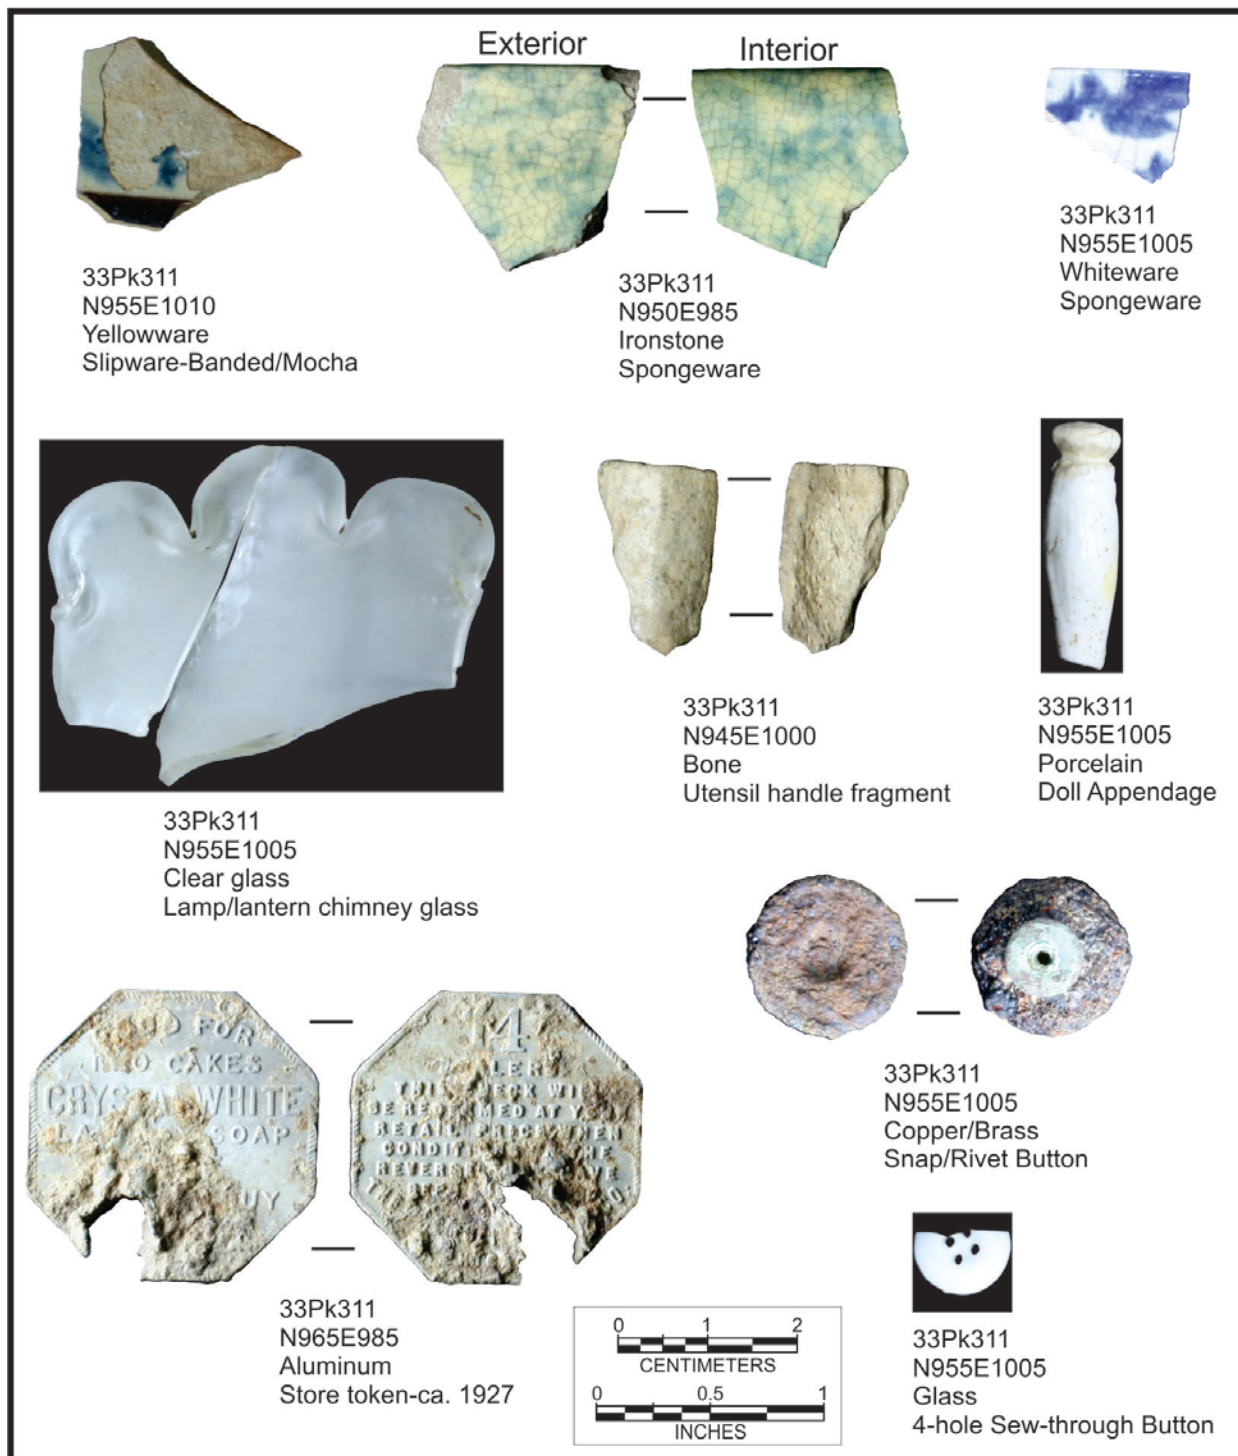 Exterior
Interior
33Pk311
N955E1010
Yellowware
Slipware-Banded/Mocha
33Pk311
N950E985
Ironstone
Spongeware
33Pk311
N955E1005
Whiteware
Spongeware
33Pk311
N955E1005
Clear glass
Lamp/lantern chimney glass
33Pk311
N945E1000
Bone
Utensil handle fragment
33Pk311
N955E1005
Porcelain
Doll Appendage
33Pk311
N955E1005
Copper/Brass
Snap/Rivet Button
FOR
CAKES
WHITE
SOAP
14
RETAIL
33Pk311
N965E985
Aluminum
Store token-ca. 1927
0 1 2
CENTIMETERS
0 0.5 1
INCHES
33Pk311
N955E1005
Glass
4-hole Sew-through Button